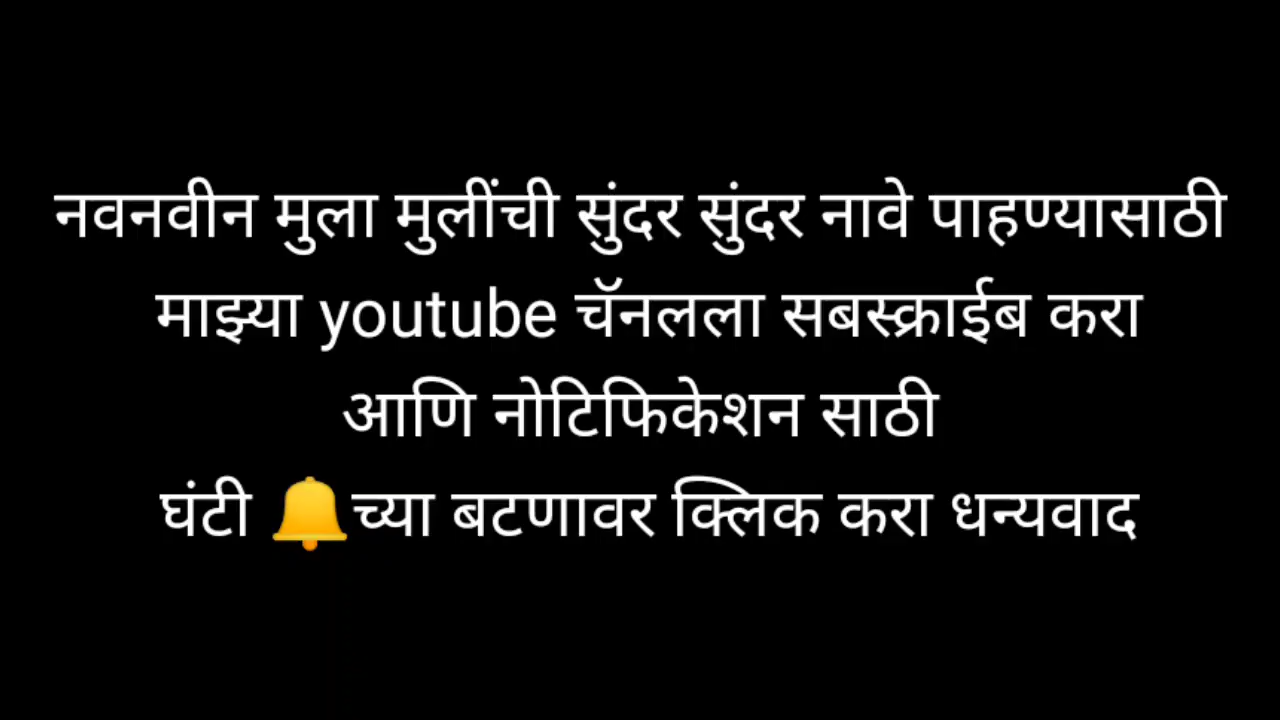 नवनवीन मुला मुलींची सुंदर सुंदर नावे पाहण्यासाठी
माझ्या youtube चॅनलला सबस्क्राईब करा
आणि नोटिफिकेशन साठी
घंटी 🔔च्या बटणावर क्लिक करा धन्यवाद